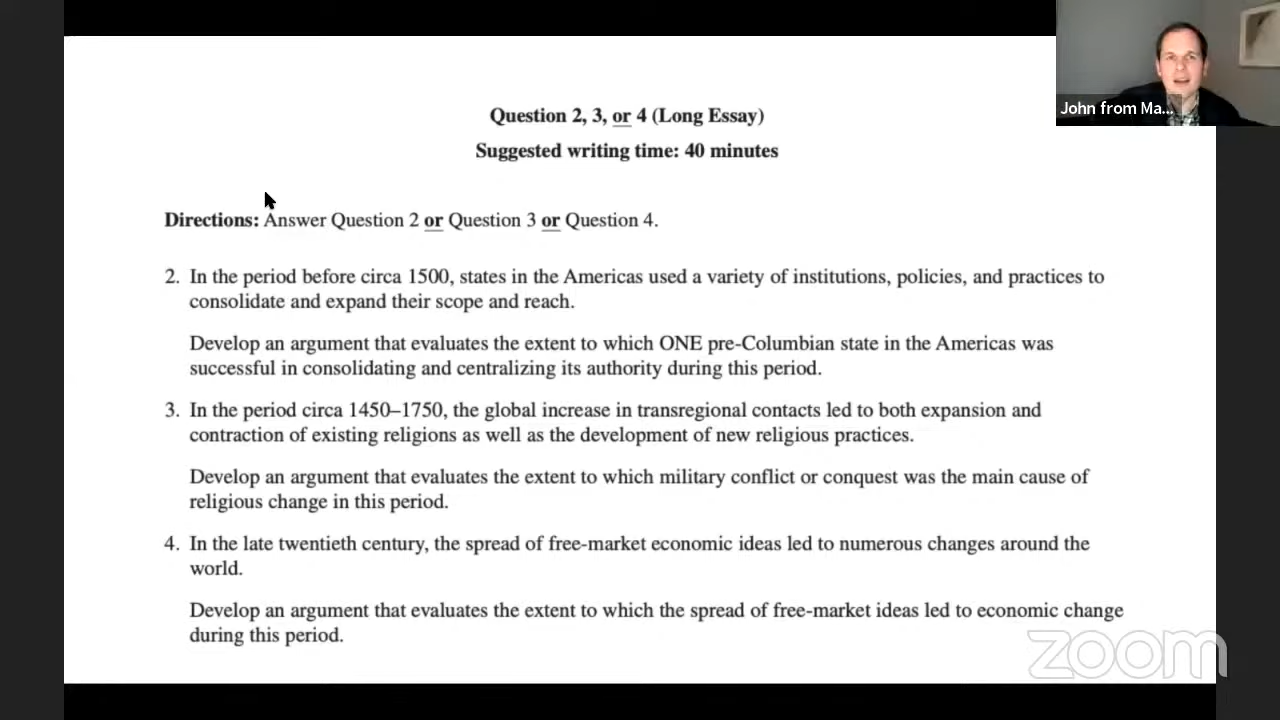 Question 2, 3, or 4 (Long Essay)
Suggested writing time: 40 minutes
John from Ma...
Directions: Answer Question 2 or Question 3 or Question 4.
2. In the period before circa 1500, states in the Americas used a variety of institutions, policies, and practices to
consolidate and expand their scope and reach.
Develop an argument that evaluates the extent to which ONE pre-Columbian state in the Americas was
successful in consolidating and centralizing its authority during this period.
3. In the period circa 1450–1750, the global increase in transregional contacts led to both expansion and
contraction of existing religions as well as the development of new religious practices.
Develop an argument that evaluates the extent to which military conflict or conquest was the main cause of
religious change in this period.
4. In the late twentieth century, the spread of free-market economic ideas led to numerous changes around the
world.
Develop an argument that evaluates the extent to which the spread of free-market ideas led to economic change
during this period.
zoom